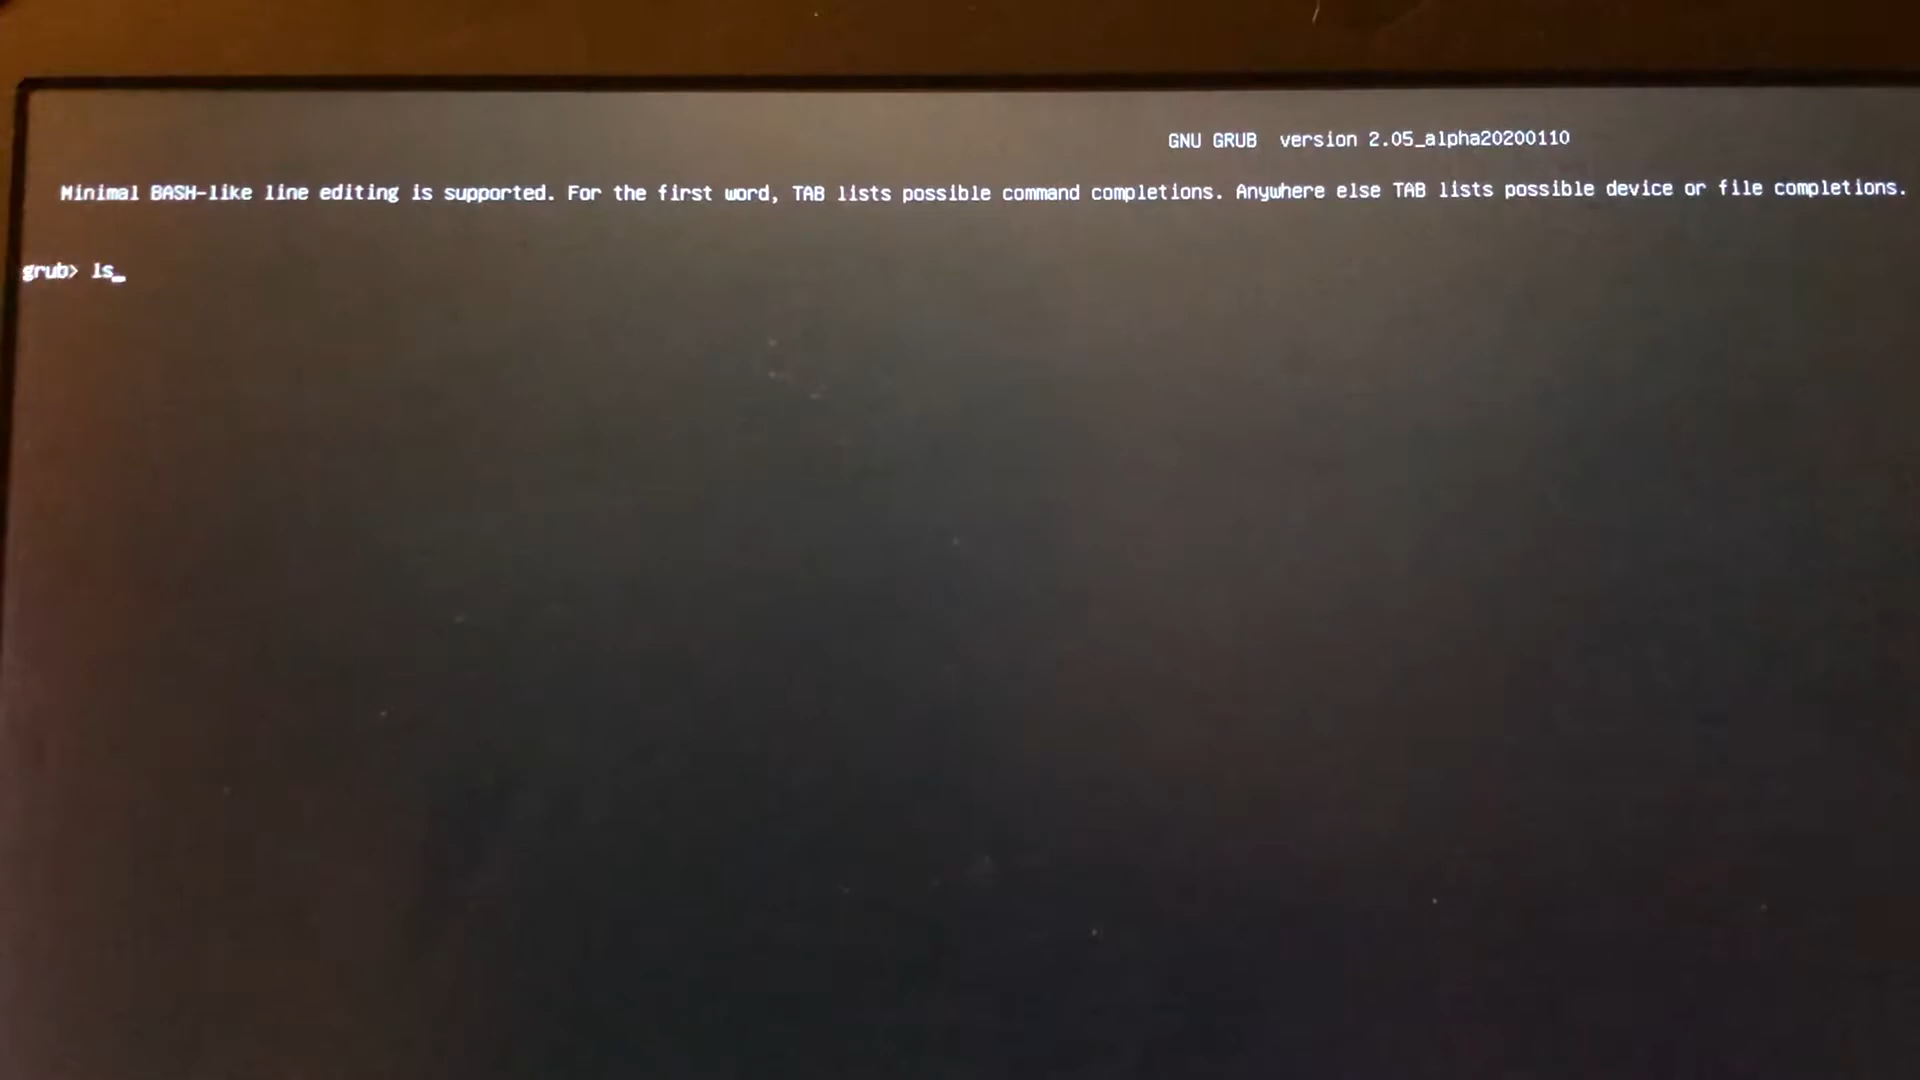 GNU GRUB version 2.05_alpha20200110
Minimal BASH-like line editing is supported. For the first word, TAB lists possible command completions. Anywhere else TAB lists possible device or file completions.
grub> ls_